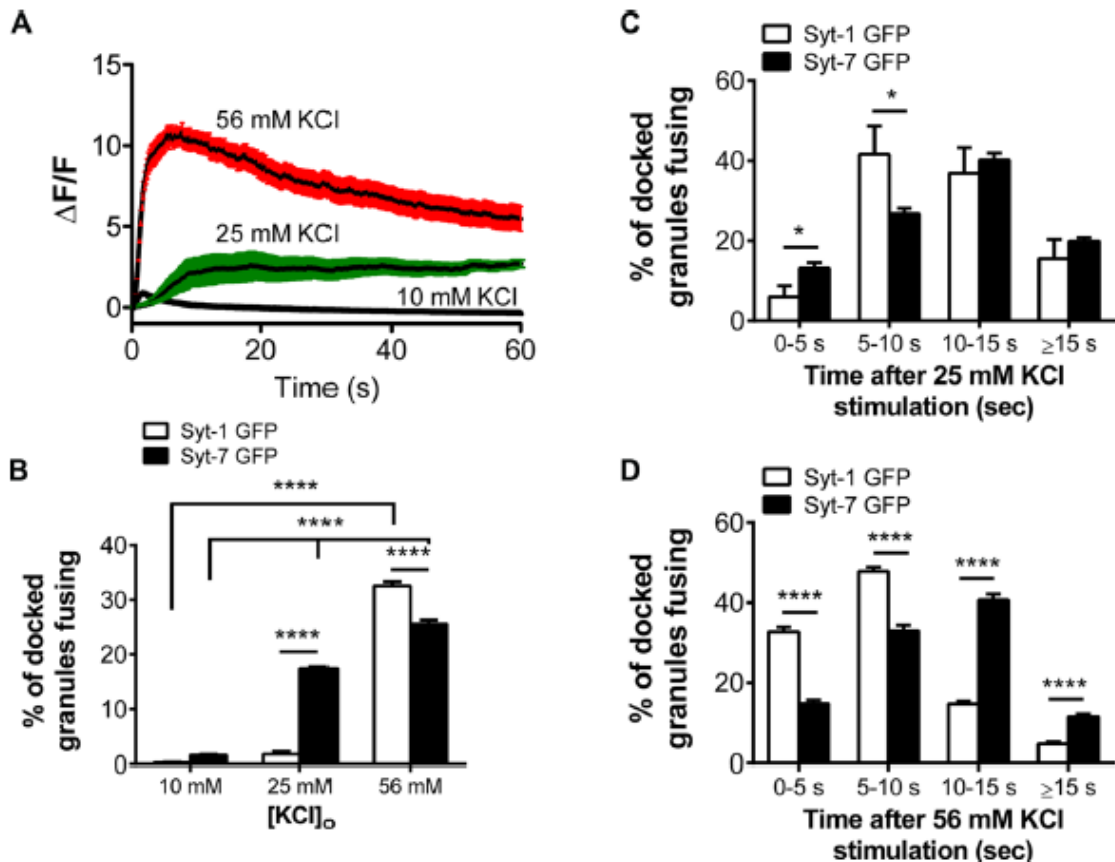 A
ΔF/F
15
10
5
0
56 mM KCl
25 mM KCl
10 mM KCl
0
20
40
60
Time (s)
B
Syt-1 GFP
Syt-7 GFP
% of docked
granules fusing
40
30
20
10
0
****
****
****
****
10 mM
25 mM
56 mM
[KCl]o
C
Syt-1 GFP
Syt-7 GFP
% of docked
granules fusing
60
40
20
0
*
*
0-5 s
5-10 s
10-15 s
≥15 s
Time after 25 mM KCl
stimulation (sec)
D
Syt-1 GFP
Syt-7 GFP
% of docked
granules fusing
60
40
20
0
****
****
****
****
0-5 s
5-10 s
10-15 s
≥15 s
Time after 56 mM KCl
stimulation (sec)